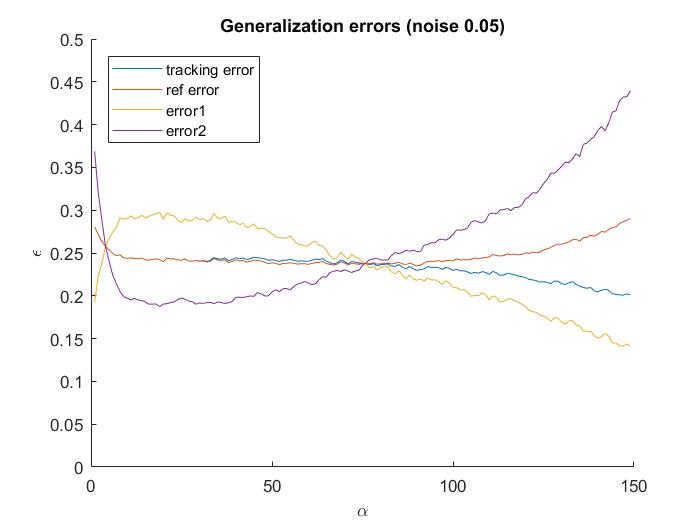 Generalization errors (noise 0.05)
0.5
0.45
0.4
0.35
0.3
0.25
0.2
0.15
0.1
0.05
0
ϵ
tracking error
ref error
error1
error2
0 50 100 150
α